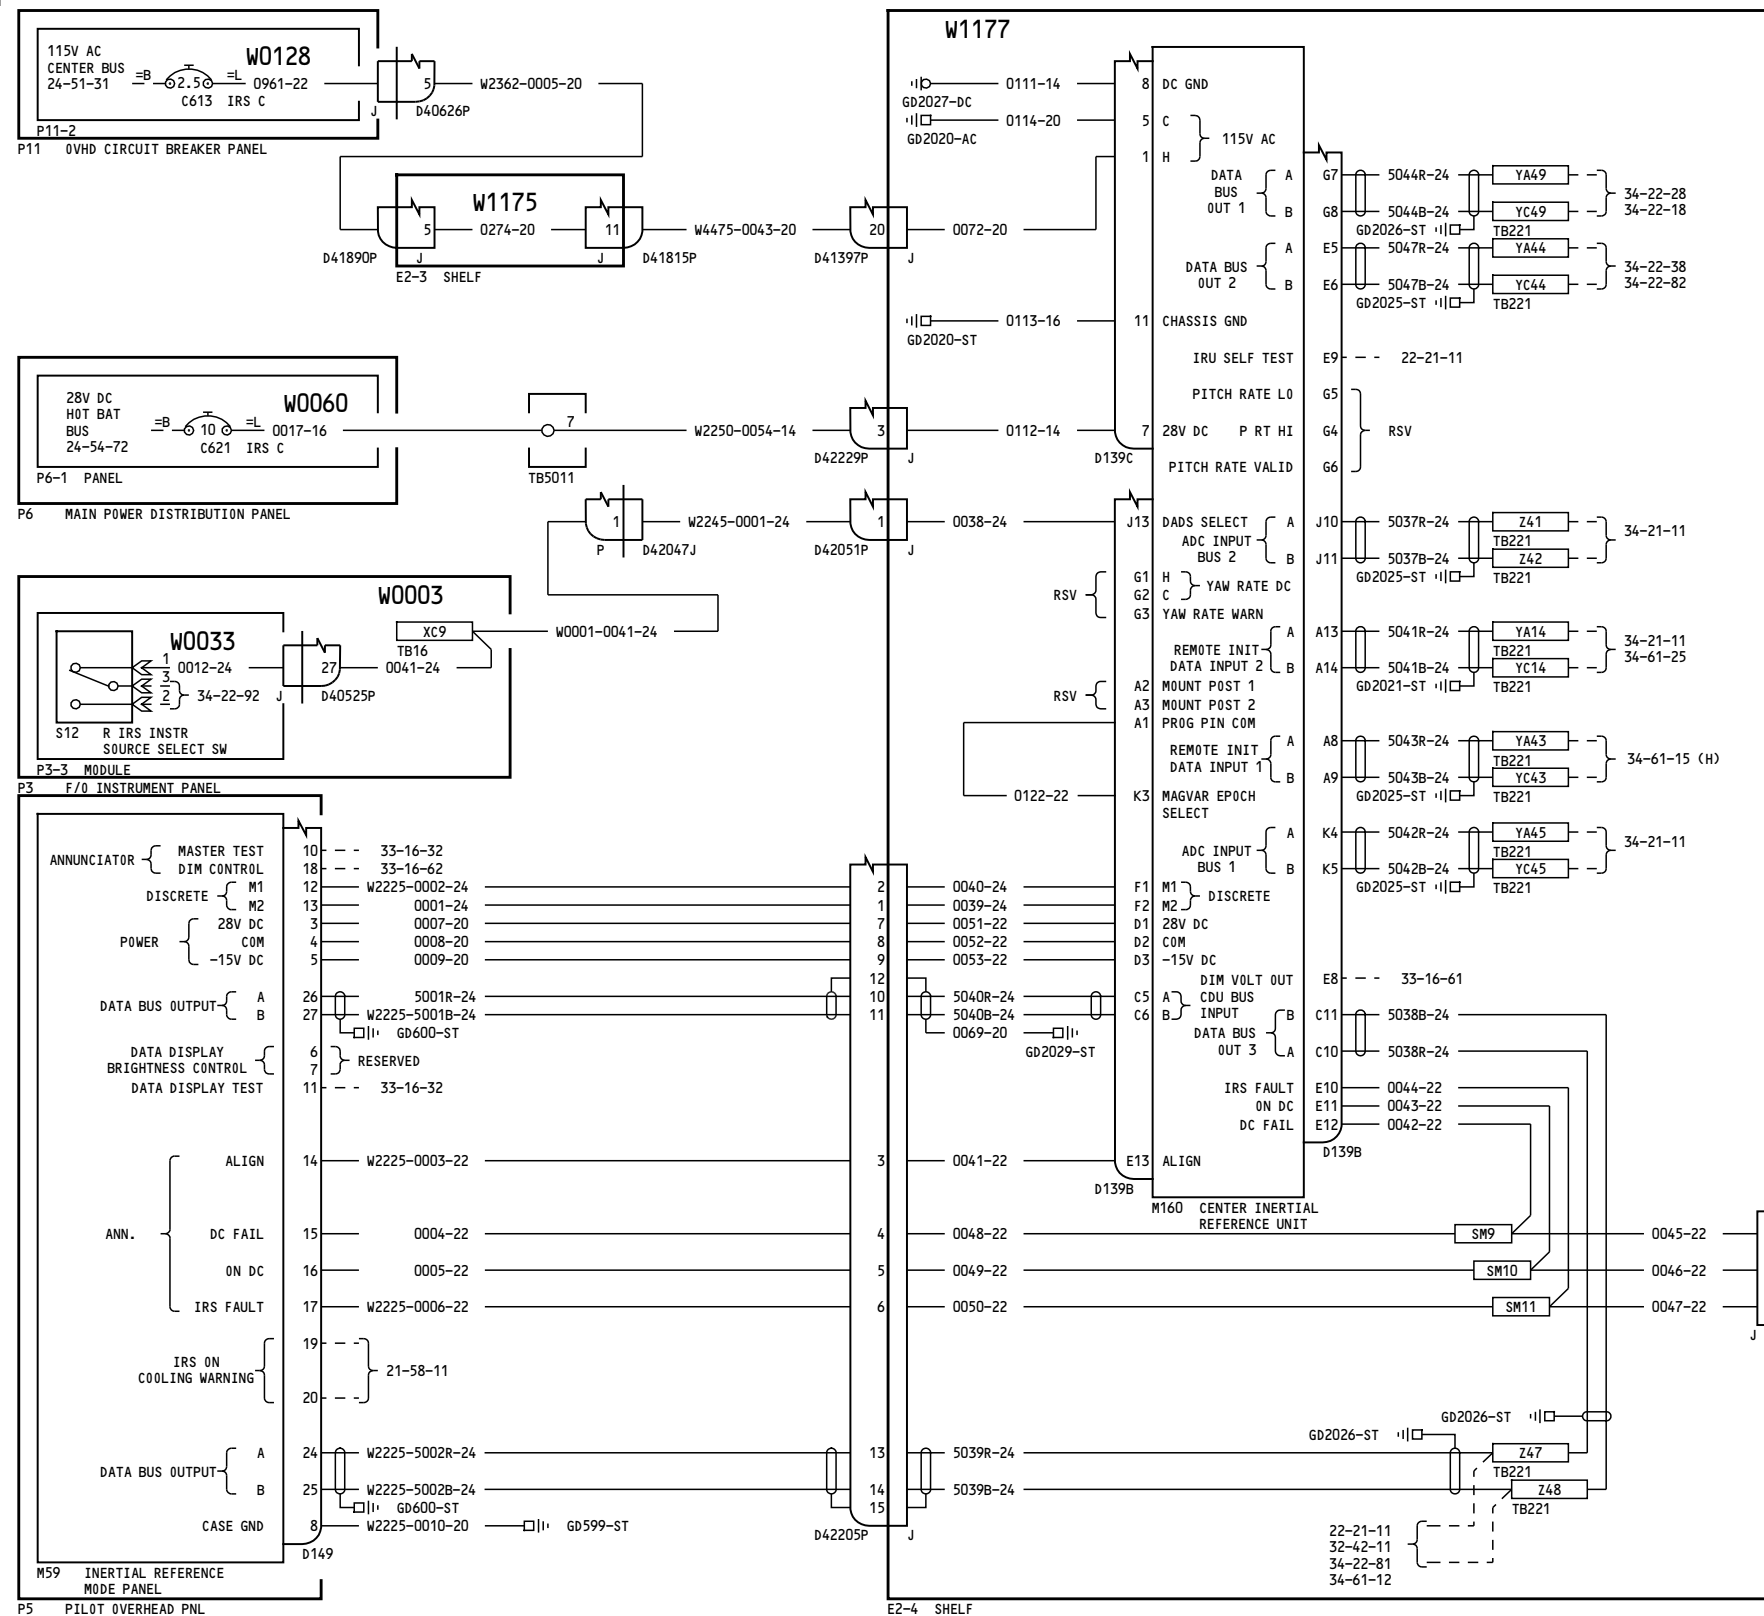 W0128
115V AC
CENTER BUS
24-51-31
=B
2.5
=L
0961-22
C613 IRS C
5
W2362-0005-20
J
D40626P
P11-2
P11 OVHD CIRCUIT BREAKER PANEL
W1175
5
0274-20
11
W4475-0043-20
20
0072-20
D41890P
J
J
D41815P
D41397P
J
E2-3 SHELF
28V DC
HOT BAT
BUS
24-54-72
=B
10
=L
0017-16
W0060
C621 IRS C
P6-1 PANEL
P6 MAIN POWER DISTRIBUTION PANEL
7
TB5011
W2250-0054-14
3
0112-14
D42229P
J
1
W2245-0001-24
1
0038-24
P
D42047J
D42051P
J
W0003
W0033
XC9
W0001-0041-24
TB16
1
0012-24
27
0041-24
3
2
34-22-92
J
D40525P
S12 R IRS INSTR
SOURCE SELECT SW
P3-3 MODULE
P3 F/O INSTRUMENT PANEL
ANNUNCIATOR
MASTER TEST 10 33-16-32
DIM CONTROL 18 33-16-62
DISCRETE
M1 12 W2225-0002-24 2 0040-24 F1 M1
M2 13 0001-24 1 0039-24 F2 M2
DISCRETE
POWER
28V DC 3 0007-20 7 0051-22 D1 28V DC
COM 4 0008-20 8 0052-22 D2 COM
-15V DC 5 0009-20 9 0053-22 D3 -15V DC
12
DATA BUS OUTPUT
A 26 5001R-24 10 5040R-24 C5 A
B 27 W2225-5001B-24 11 5040B-24 C6 B
CDU BUS
INPUT
GD600-ST
0069-20
GD2029-ST
DATA DISPLAY
BRIGHTNESS CONTROL
6
7
RESERVED
DATA DISPLAY TEST 11 33-16-32
ANN.
ALIGN 14 W2225-0003-22 3 0041-22 E13 ALIGN
DC FAIL 15 0004-22 4 0048-22 SM9 0045-22
ON DC 16 0005-22 5 0049-22 SM10 0046-22
IRS FAULT 17 W2225-0006-22 6 0050-22 SM11 0047-22
J
IRS ON
COOLING WARNING
19
20
21-58-11
DATA BUS OUTPUT
A 24 W2225-5002R-24 13 5039R-24 Z47
TB221
B 25 W2225-5002B-24 14 5039B-24 Z48
TB221
15
GD600-ST
CASE GND 8 W2225-0010-20 GD599-ST
D149
D42205P
J
M59 INERTIAL REFERENCE
MODE PANEL
P5 PILOT OVERHEAD PNL
GD2026-ST
GD2026-ST
22-21-11
32-42-11
34-22-81
34-61-12
E2-4 SHELF
W1177
0111-14 8 DC GND
GD2027-DC
0114-20 5 C
GD2020-AC
1 H
115V AC
0113-16 11 CHASSIS GND
GD2020-ST
7 28V DC
D139C
J13 DADS SELECT
RSV
G1 H
G2 C
YAW RATE DC
G3 YAW RATE WARN
RSV
A2 MOUNT POST 1
A3 MOUNT POST 2
A1 PROG PIN COM
0122-22 K3 MAGVAR EPOCH
SELECT
D139B
M160 CENTER INERTIAL
REFERENCE UNIT
DATA
BUS
OUT 1
A G7 5044R-24 YA49
B G8 5044B-24 YC49
GD2026-ST
TB221
34-22-28
34-22-18
DATA BUS
OUT 2
A E5 5047R-24 YA44
B E6 5047B-24 YC44
GD2025-ST
TB221
34-22-38
34-22-82
IRU SELF TEST E9 22-21-11
PITCH RATE LO G5
P RT HI G4
PITCH RATE VALID G6
RSV
ADC INPUT
BUS 2
A J10 5037R-24 Z41
TB221
B J11 5037B-24 Z42
GD2025-ST
TB221
34-21-11
REMOTE INIT
DATA INPUT 2
A A13 5041R-24 YA14
TB221
B A14 5041B-24 YC14
GD2021-ST
TB221
34-21-11
34-61-25
REMOTE INIT
DATA INPUT 1
A A8 5043R-24 YA43
TB221
B A9 5043B-24 YC43
GD2025-ST
TB221
34-61-15 (H)
ADC INPUT
BUS 1
A K4 5042R-24 YA45
TB221
B K5 5042B-24 YC45
GD2025-ST
TB221
34-21-11
DIM VOLT OUT E8 33-16-61
DATA BUS
OUT 3
B C11 5038B-24
A C10 5038R-24
IRS FAULT E10 0044-22
ON DC E11 0043-22
DC FAIL E12 0042-22
D139B